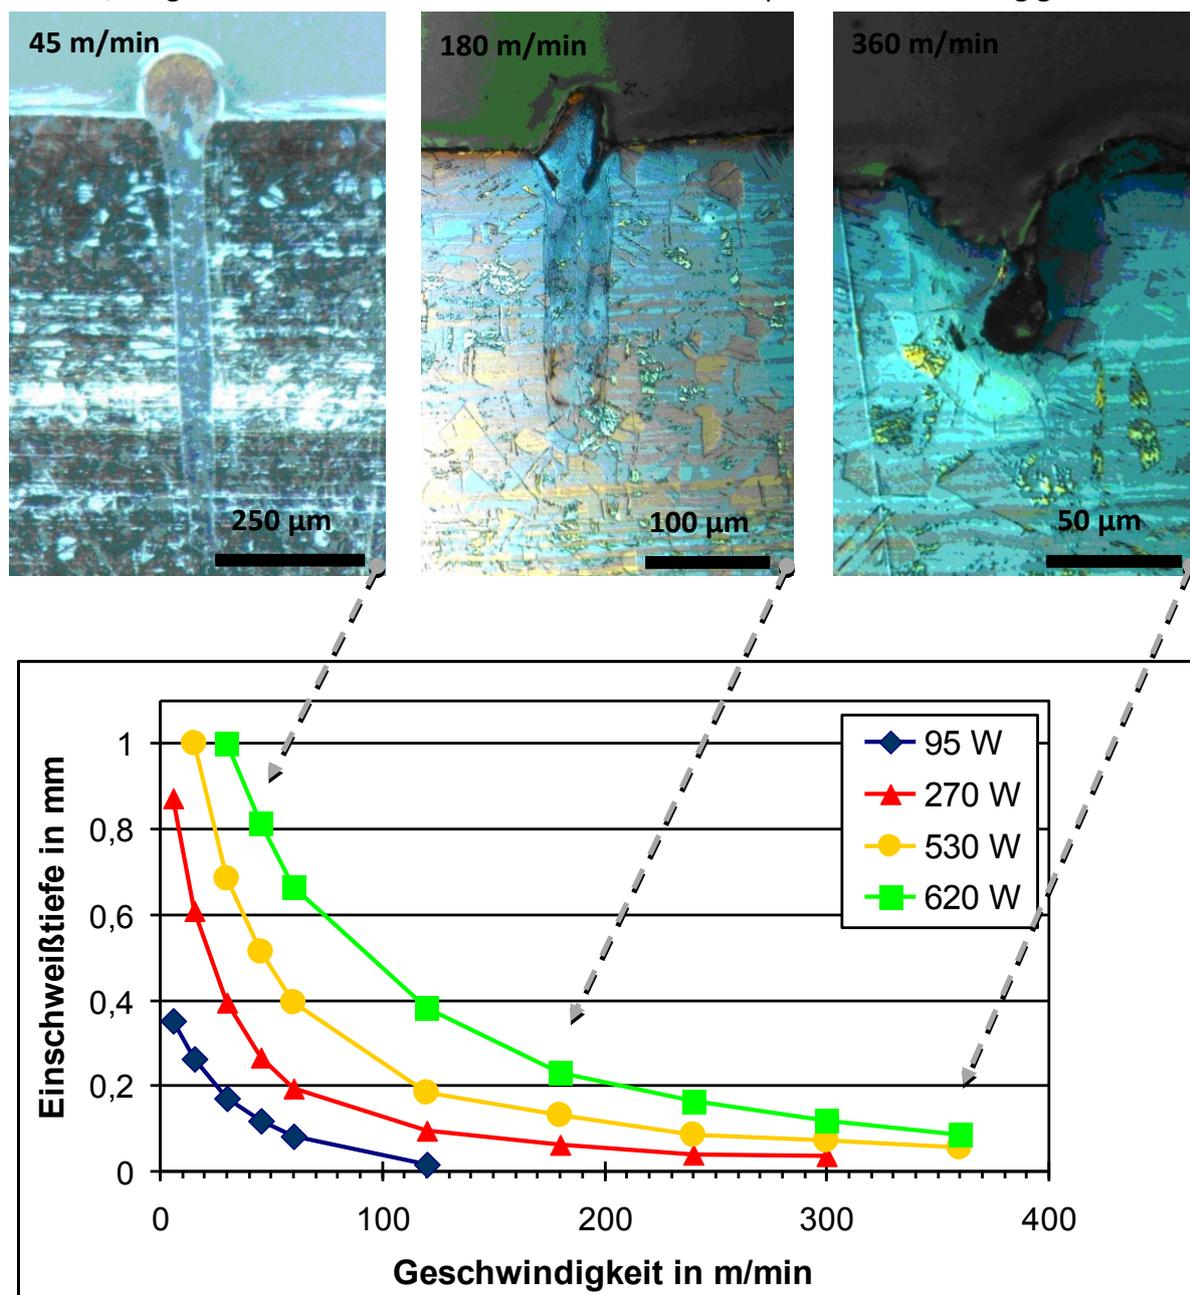 45 m/min
180 m/min
360 m/min
250 µm
100 µm
50 µm
Einschweißtiefe in mm
1
0,8
0,6
0,4
0,2
0
95 W
270 W
530 W
620 W
0 100 200 300 400
Geschwindigkeit in m/min